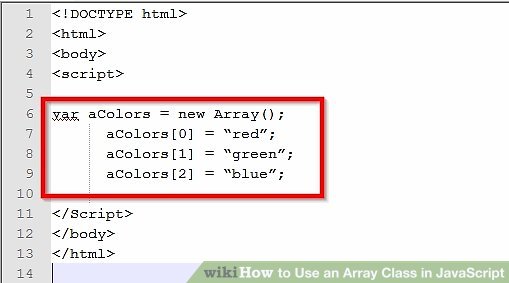 1 <!DOCTYPE html>
2 <html>
3 <body>
4 <script>
5
6 var aColors = new Array();
7 aColors[0] = “red”;
8 aColors[1] = “green”;
9 aColors[2] = “blue”;
10
11 </Script>
12 </body>
13 </html>
14
wikiHow to Use an Array Class in JavaScript